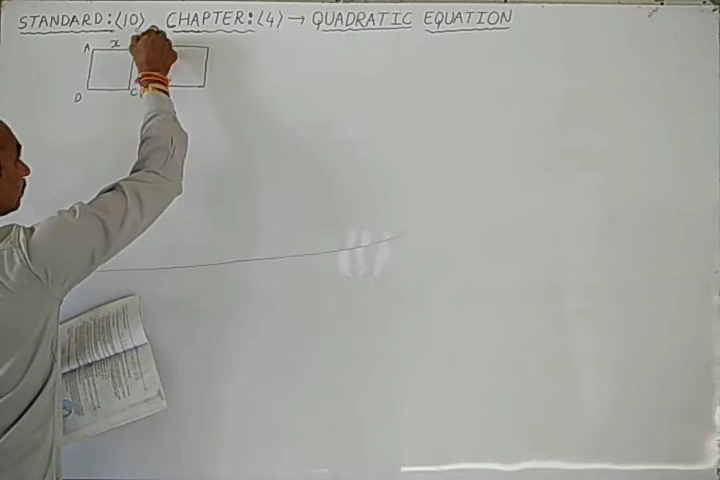 STANDARD:⟨10⟩ CHAPTER:⟨4⟩ → QUADRATIC EQUATION
A x
D C